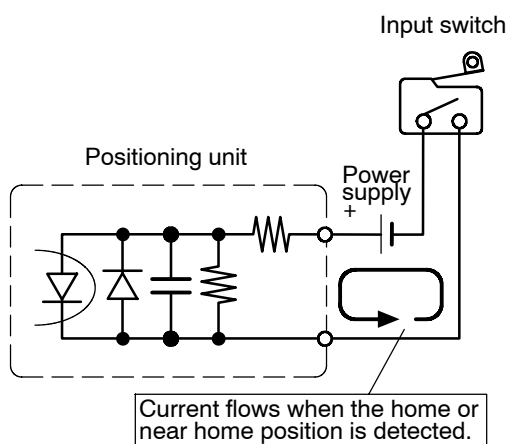 Input switch
Positioning unit
Power
supply
+
Current flows when the home or
near home position is detected.